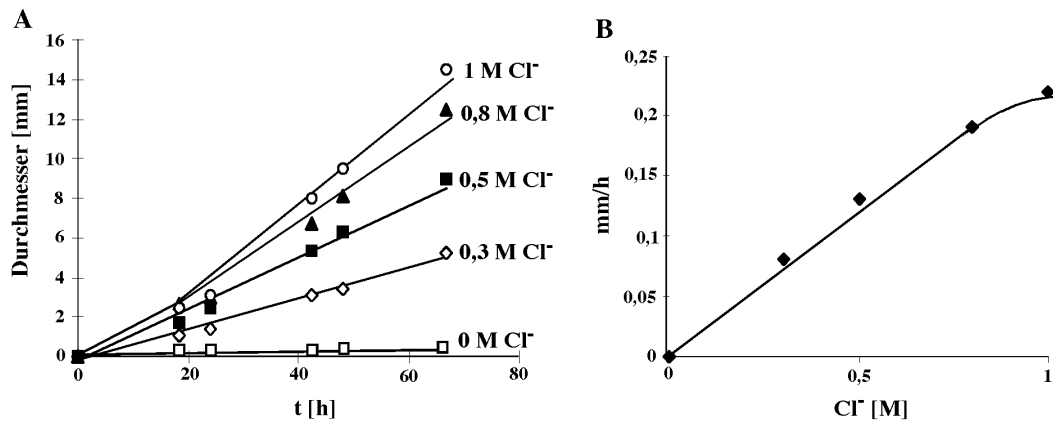 A
Durchmesser [mm]
16
14
12
10
8
6
4
2
0
0
20
40
60
80
t [h]
1 M Cl⁻
0,8 M Cl⁻
0,5 M Cl⁻
0,3 M Cl⁻
0 M Cl⁻
B
mm/h
0,25
0,2
0,15
0,1
0,05
0
0
0,5
1
Cl⁻ [M]